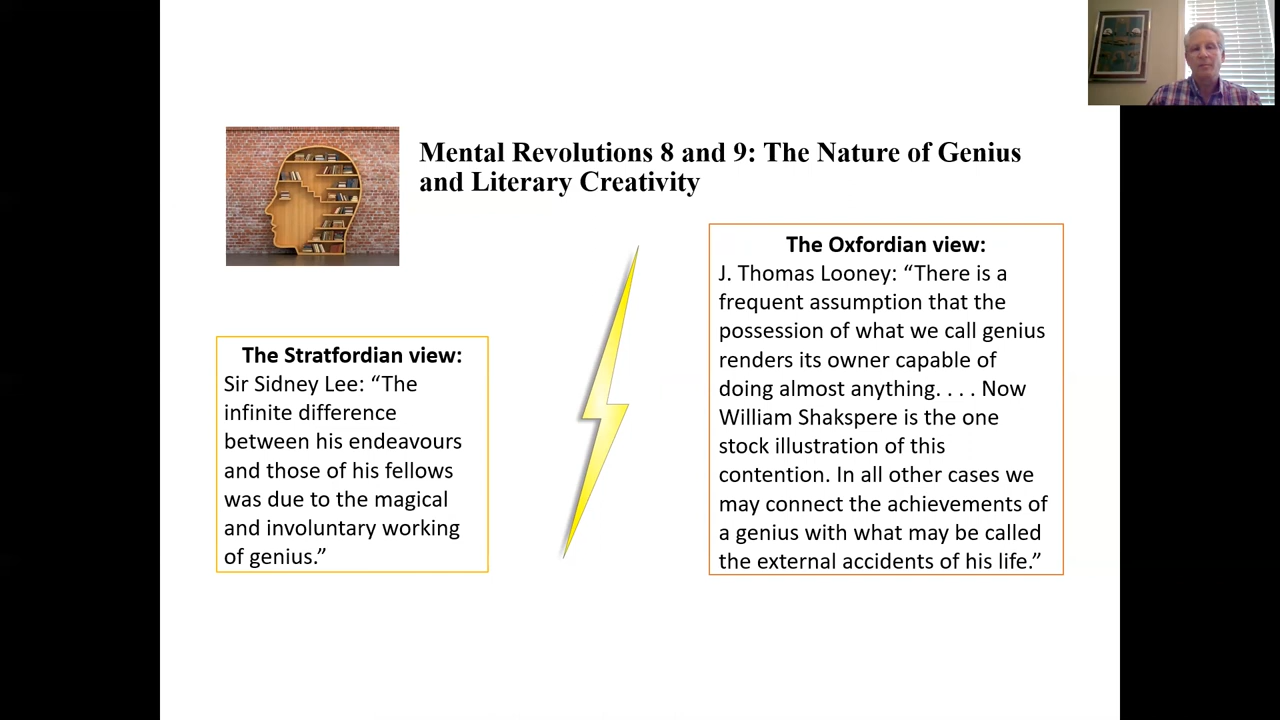 Mental Revolutions 8 and 9: The Nature of Genius
and Literary Creativity
The Stratfordian view:
Sir Sidney Lee: “The
infinite difference
between his endeavours
and those of his fellows
was due to the magical
and involuntary working
of genius.”
The Oxfordian view:
J. Thomas Looney: “There is a
frequent assumption that the
possession of what we call genius
renders its owner capable of
doing almost anything. . . . Now
William Shakspere is the one
stock illustration of this
contention. In all other cases we
may connect the achievements of
a genius with what may be called
the external accidents of his life.”